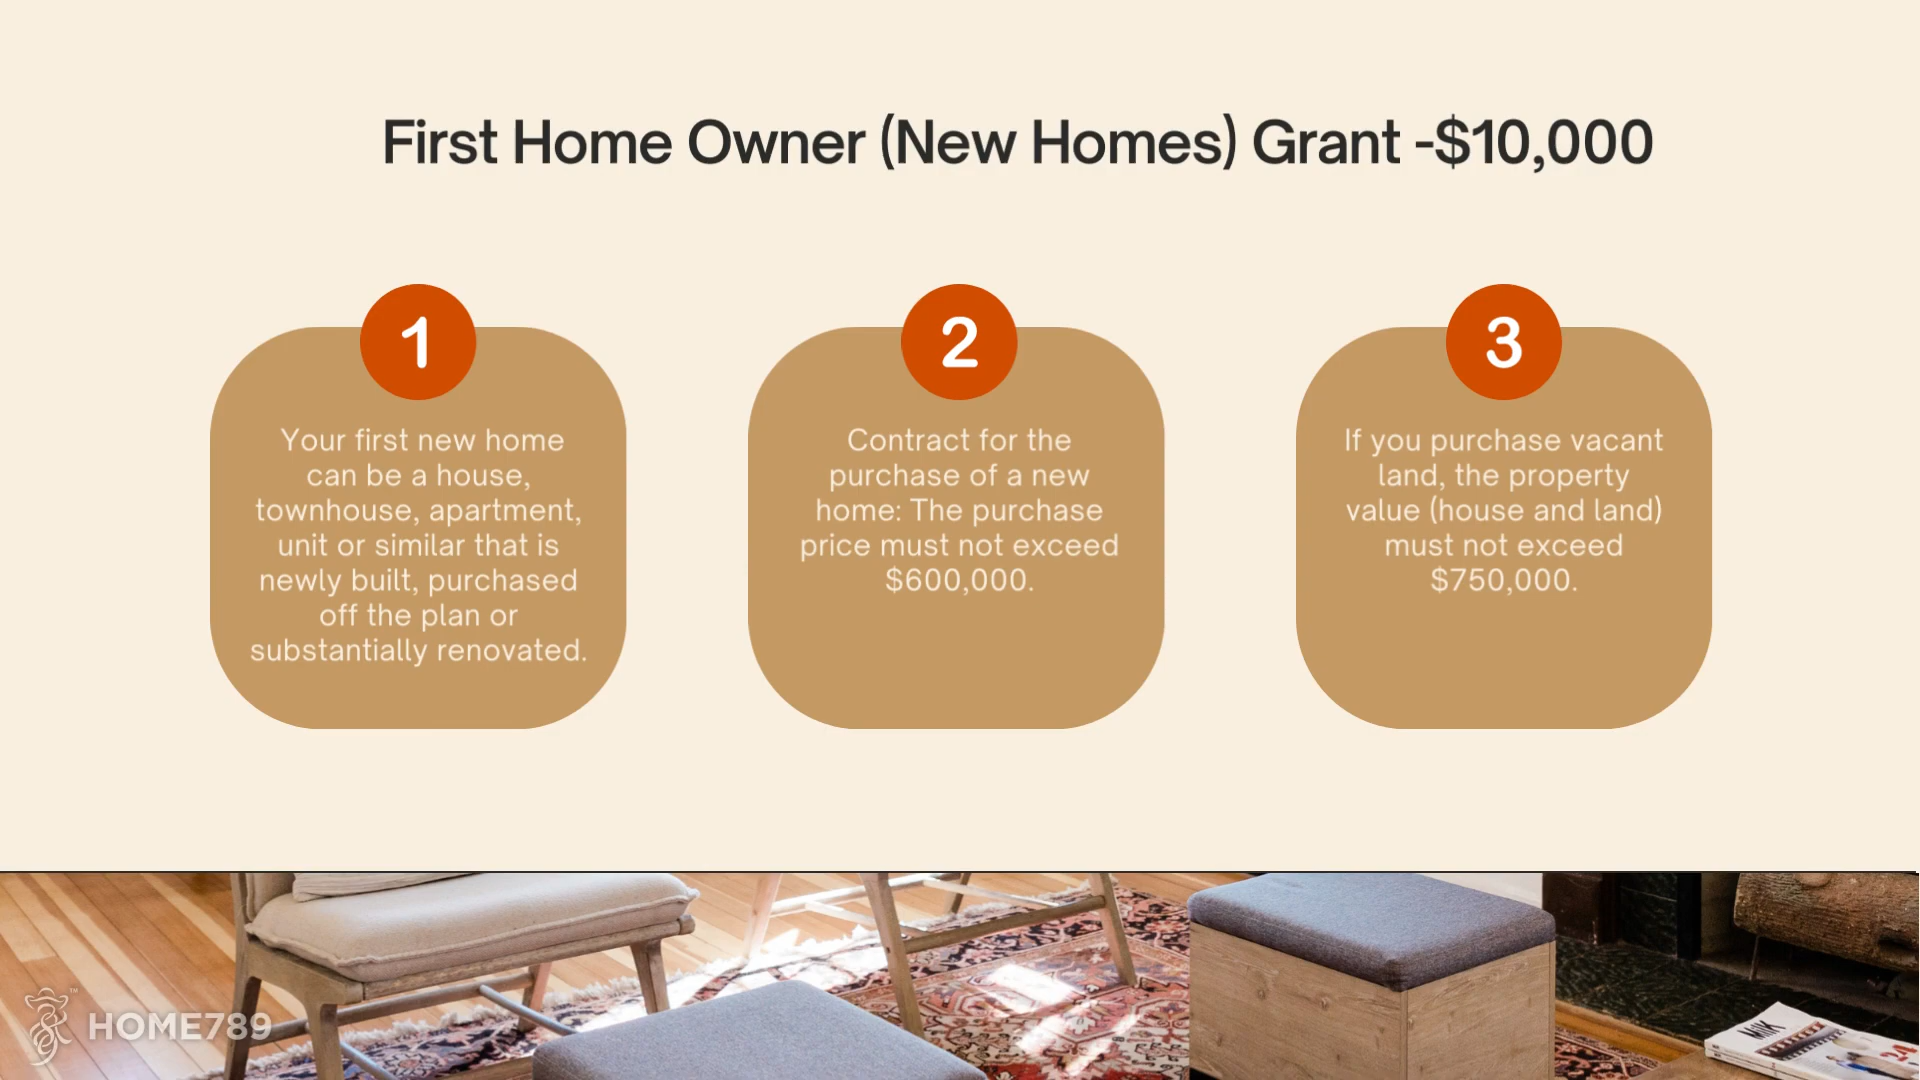 First Home Owner (New Homes) Grant -$10,000
1
Your first new home
can be a house,
townhouse, apartment,
unit or similar that is
newly built, purchased
off the plan or
substantially renovated.
2
Contract for the
purchase of a new
home: The purchase
price must not exceed
$600,000.
3
If you purchase vacant
land, the property
value (house and land)
must not exceed
$750,000.
HOME789
™
MilK